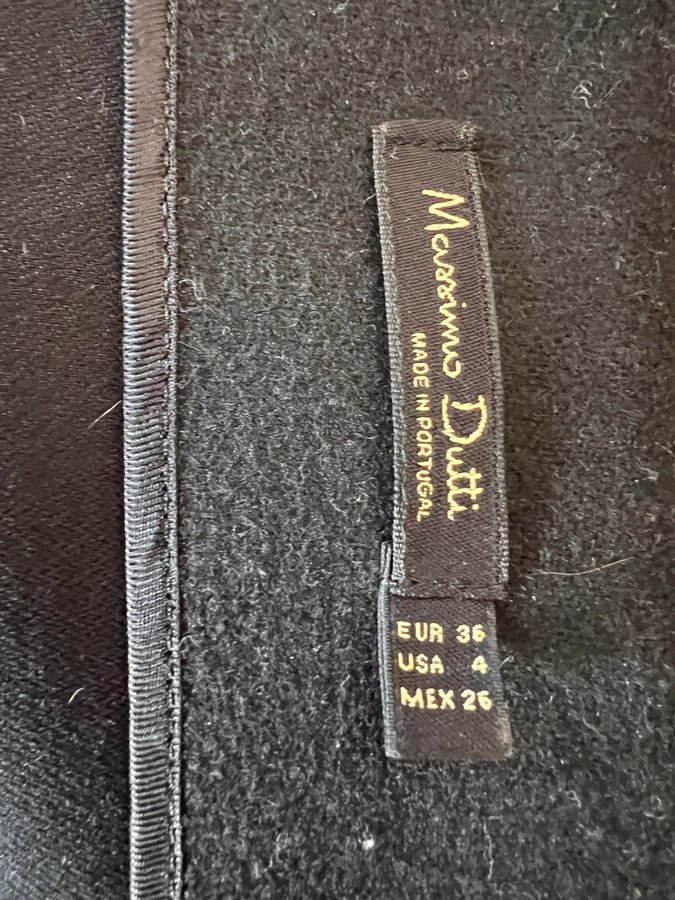 Massimo Dutti
MADE IN PORTUGAL
EUR 36
USA 4
MEX 26